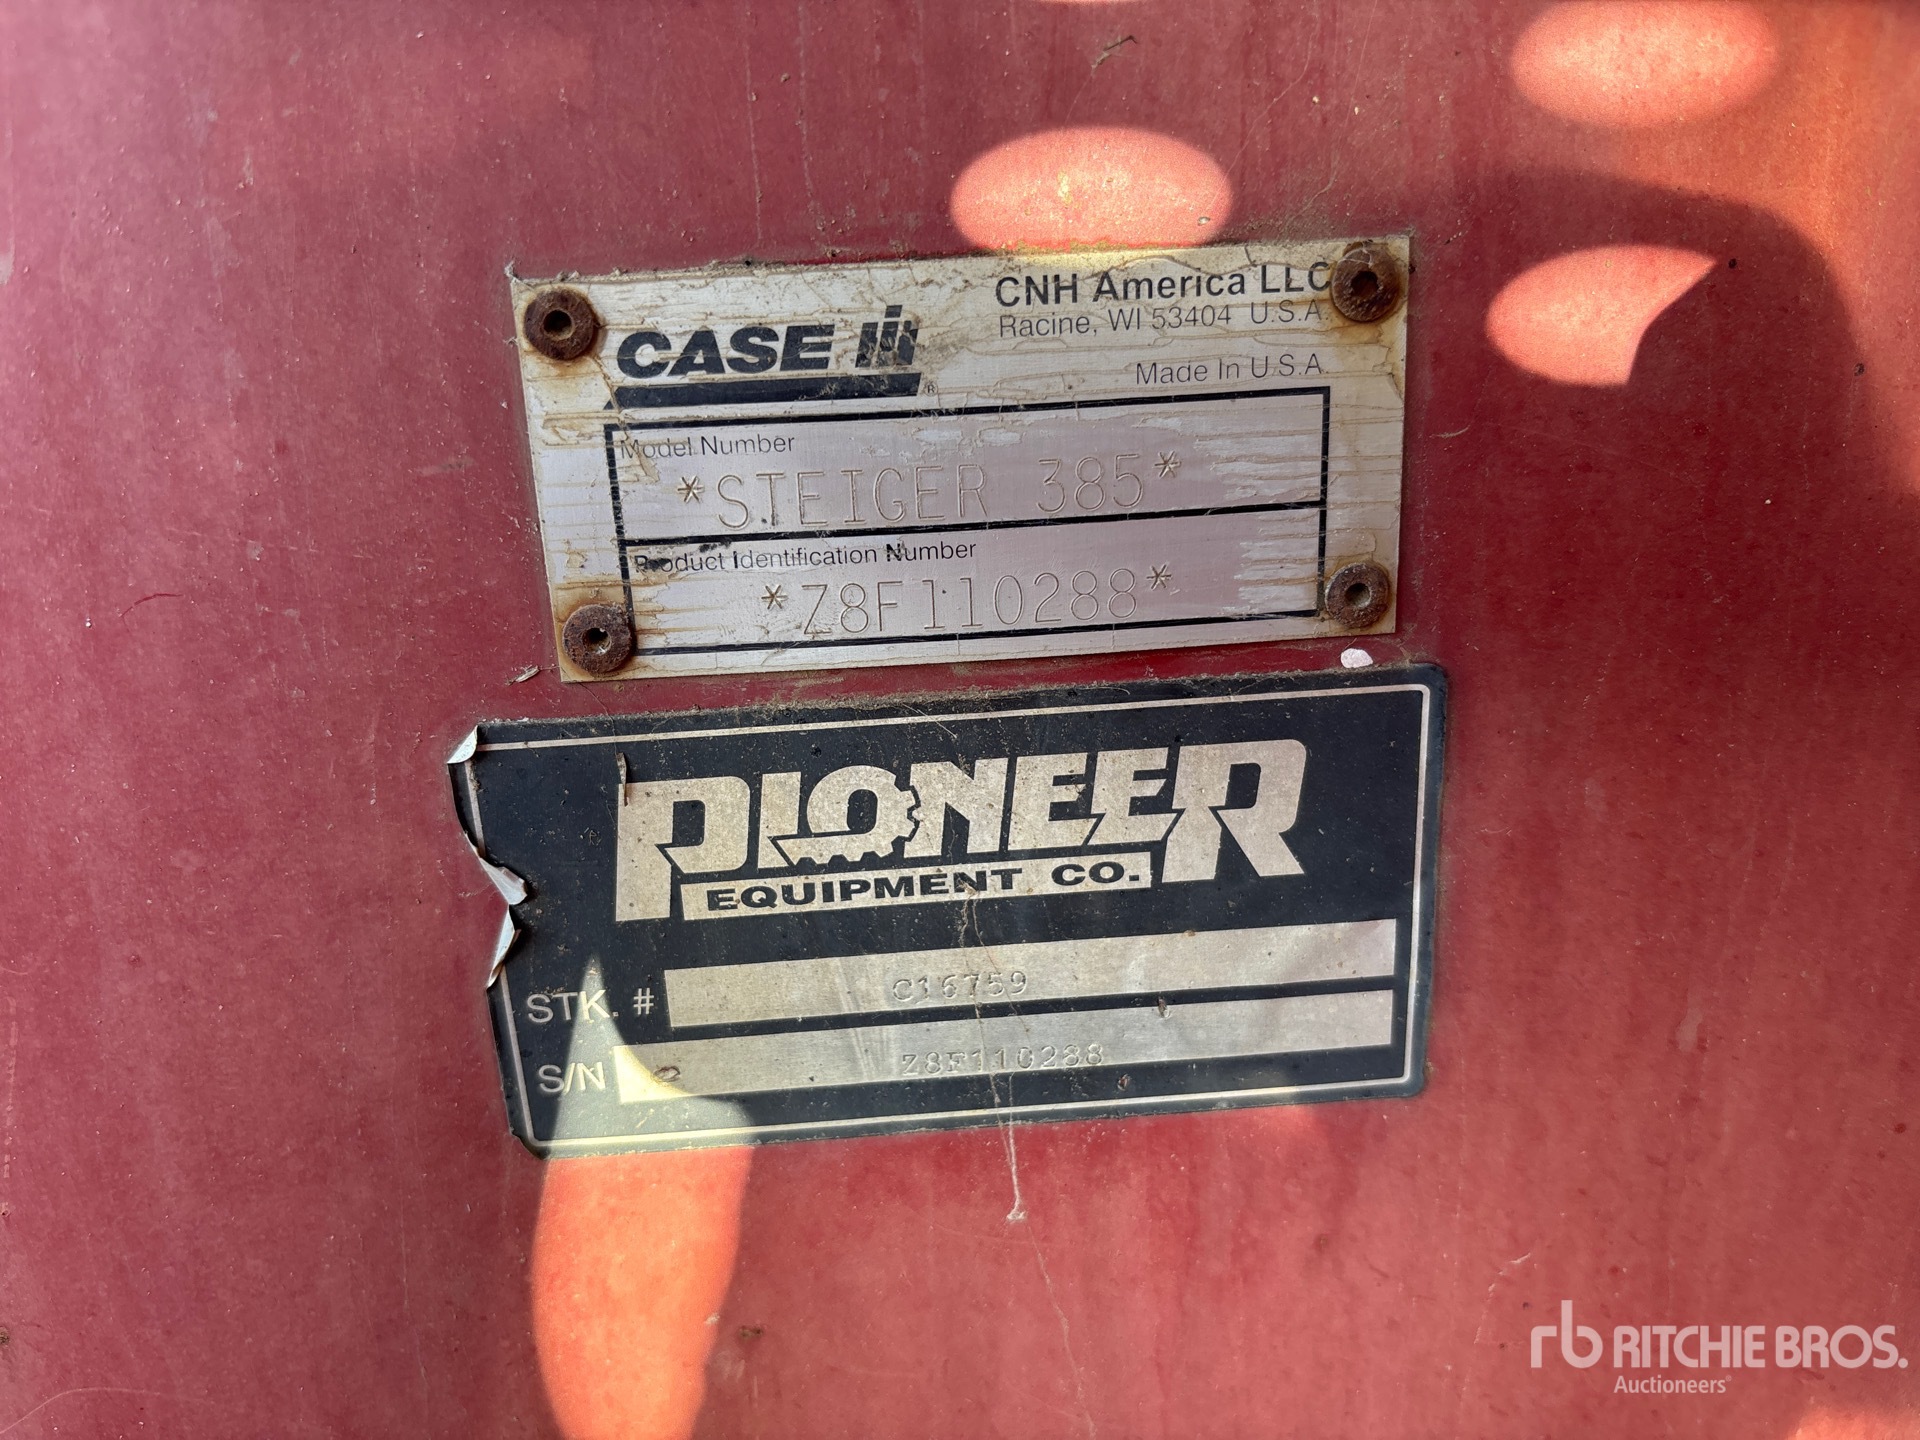 CNH America LLC
Racine, WI 53404 U.S.A.
CASE IH
®
Made In U.S.A.
Model Number
*STEIGER 385*
Product Identification Number
*Z8F110288*
PIONEER
EQUIPMENT CO.
STK. # C16759
S/N Z8F110288
rb RITCHIE BROS.
Auctioneers